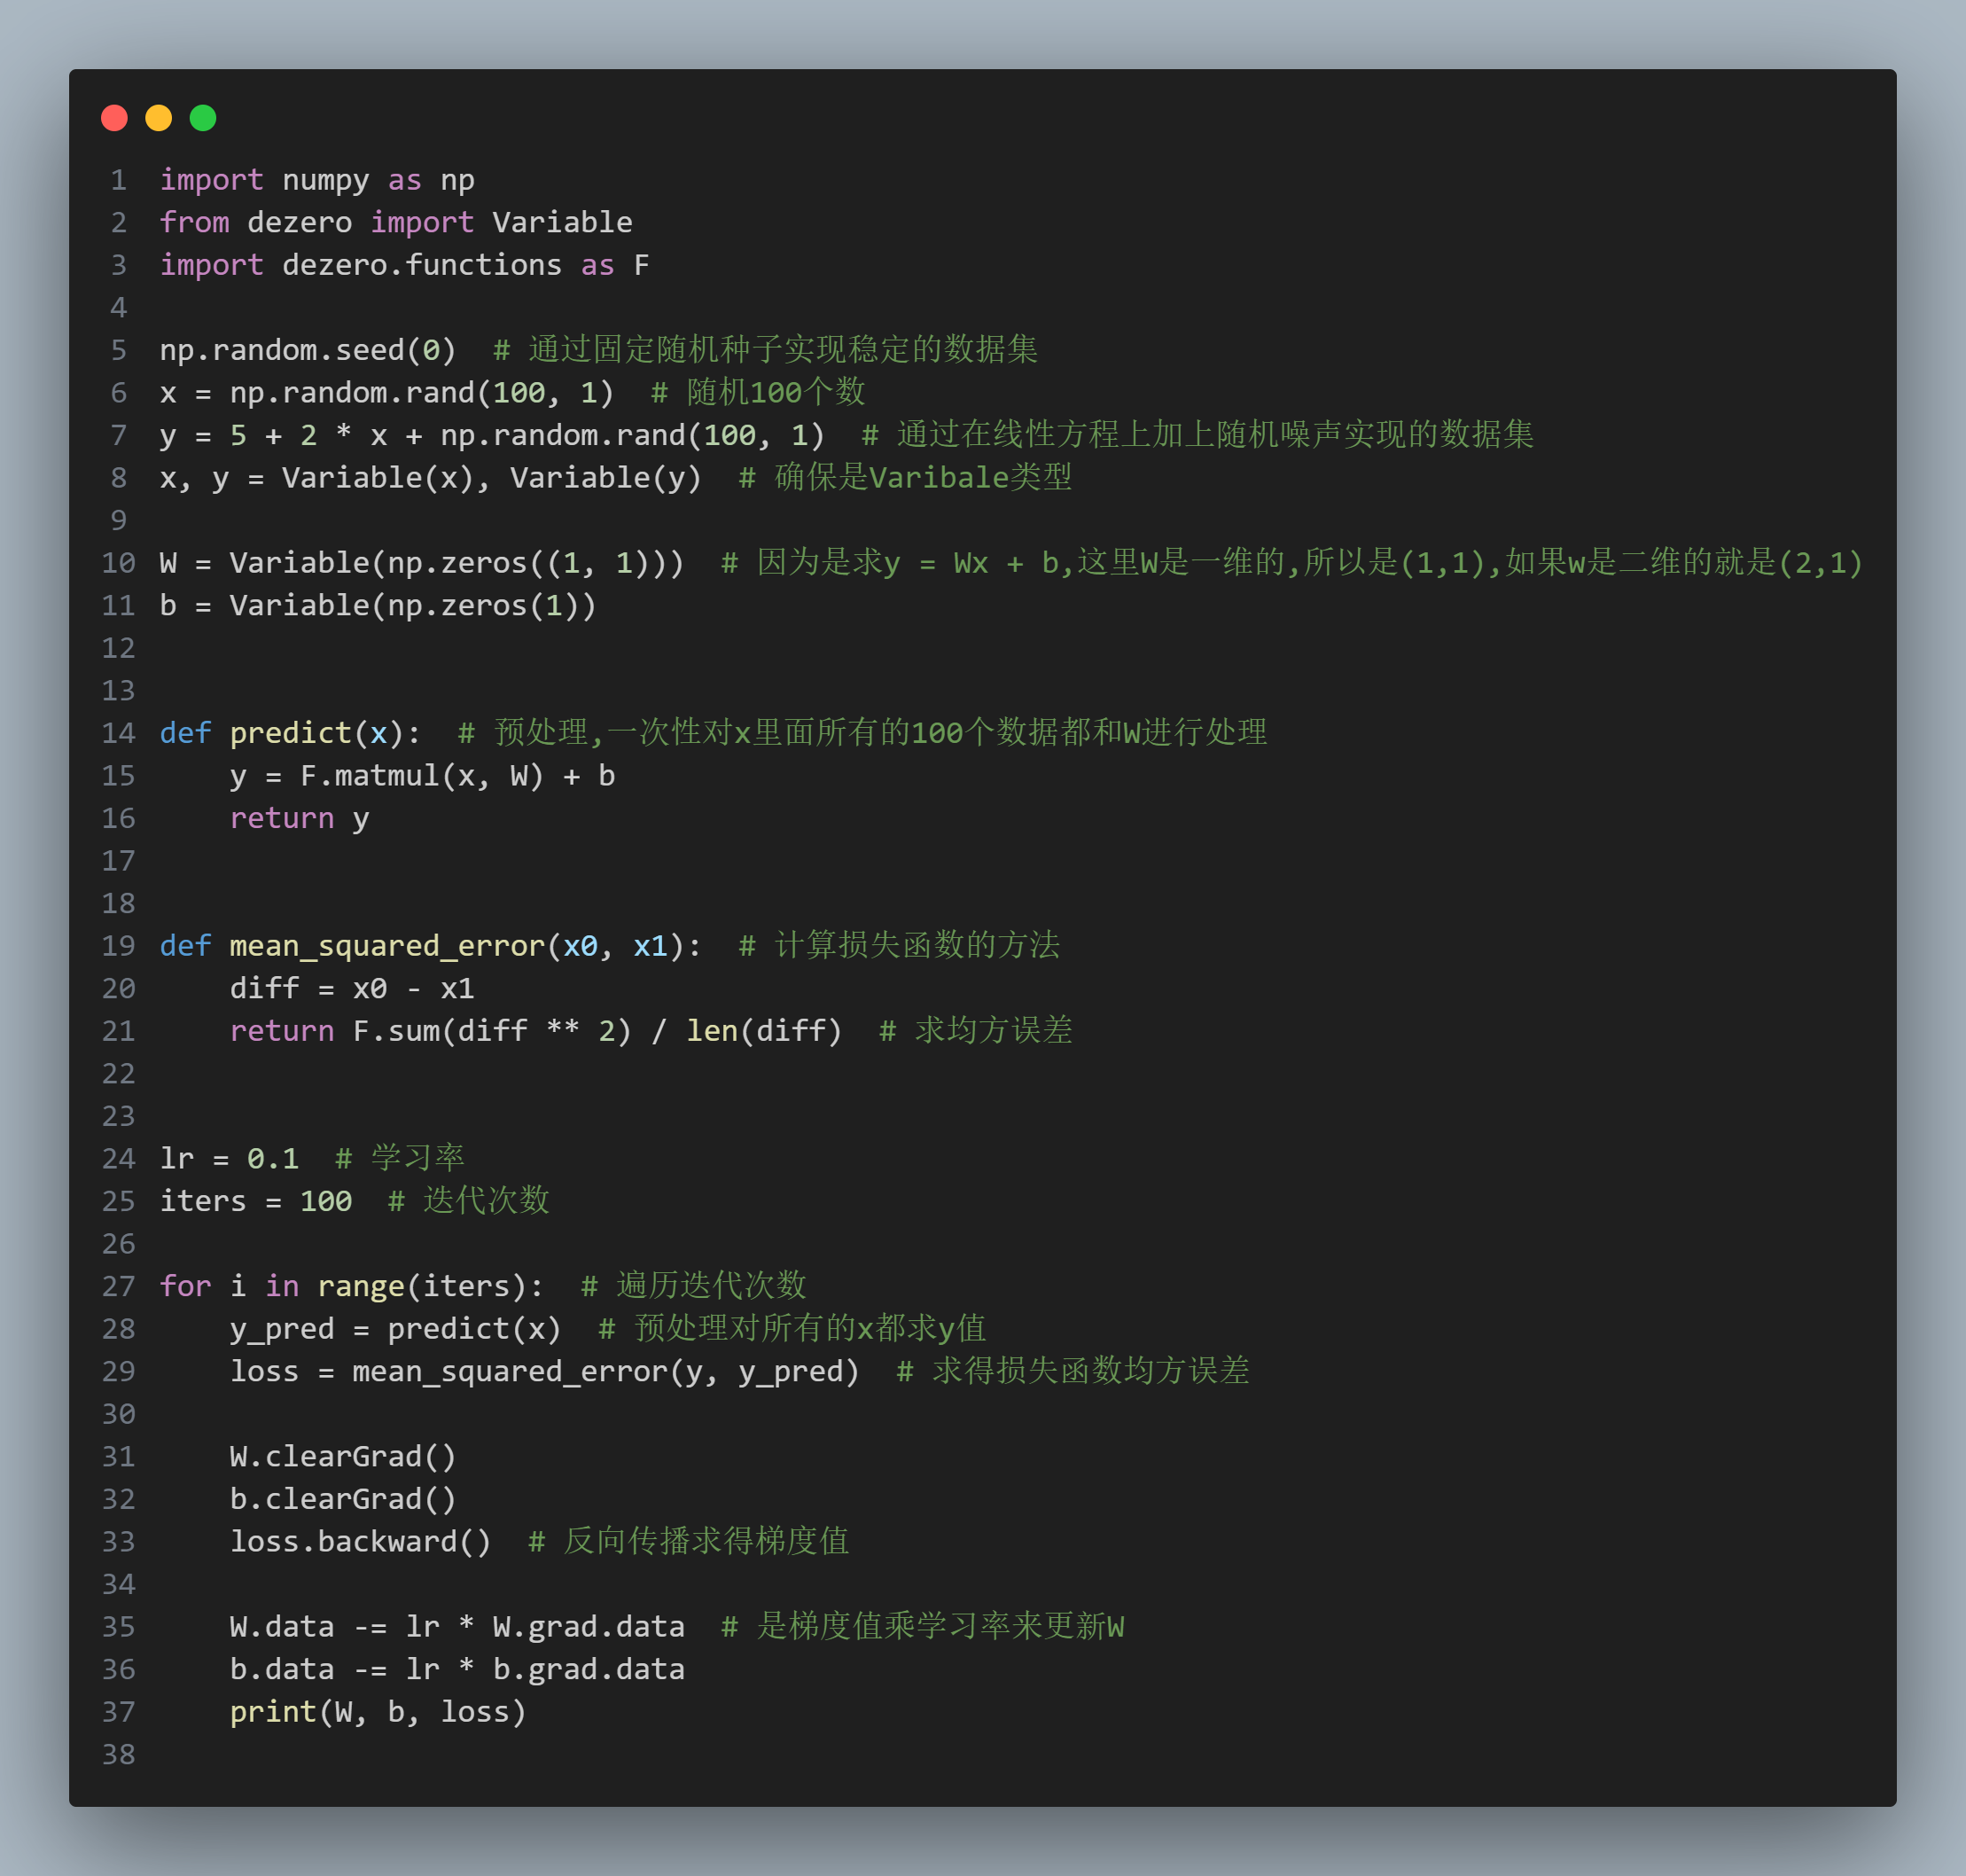 1 import numpy as np
2 from dezero import Variable
3 import dezero.functions as F
4
5 np.random.seed(0)  # 通过固定随机种子实现稳定的数据集
6 x = np.random.rand(100, 1)  # 随机100个数
7 y = 5 + 2 * x + np.random.rand(100, 1)  # 通过在线性方程上加上随机噪声实现的数据集
8 x, y = Variable(x), Variable(y)  # 确保是Varibale类型
9
10 W = Variable(np.zeros((1, 1)))  # 因为是求y = Wx + b,这里W是一维的,所以是(1,1),如果w是二维的就是(2,1)
11 b = Variable(np.zeros(1))
12
13
14 def predict(x):  # 预处理,一次性对x里面所有的100个数据都和W进行处理
15     y = F.matmul(x, W) + b
16     return y
17
18
19 def mean_squared_error(x0, x1):  # 计算损失函数的方法
20     diff = x0 - x1
21     return F.sum(diff ** 2) / len(diff)  # 求均方误差
22
23
24 lr = 0.1  # 学习率
25 iters = 100  # 迭代次数
26
27 for i in range(iters):  # 遍历迭代次数
28     y_pred = predict(x)  # 预处理对所有的x都求y值
29     loss = mean_squared_error(y, y_pred)  # 求得损失函数均方误差
30
31     W.clearGrad()
32     b.clearGrad()
33     loss.backward()  # 反向传播求得梯度值
34
35     W.data -= lr * W.grad.data  # 是梯度值乘学习率来更新W
36     b.data -= lr * b.grad.data
37     print(W, b, loss)
38